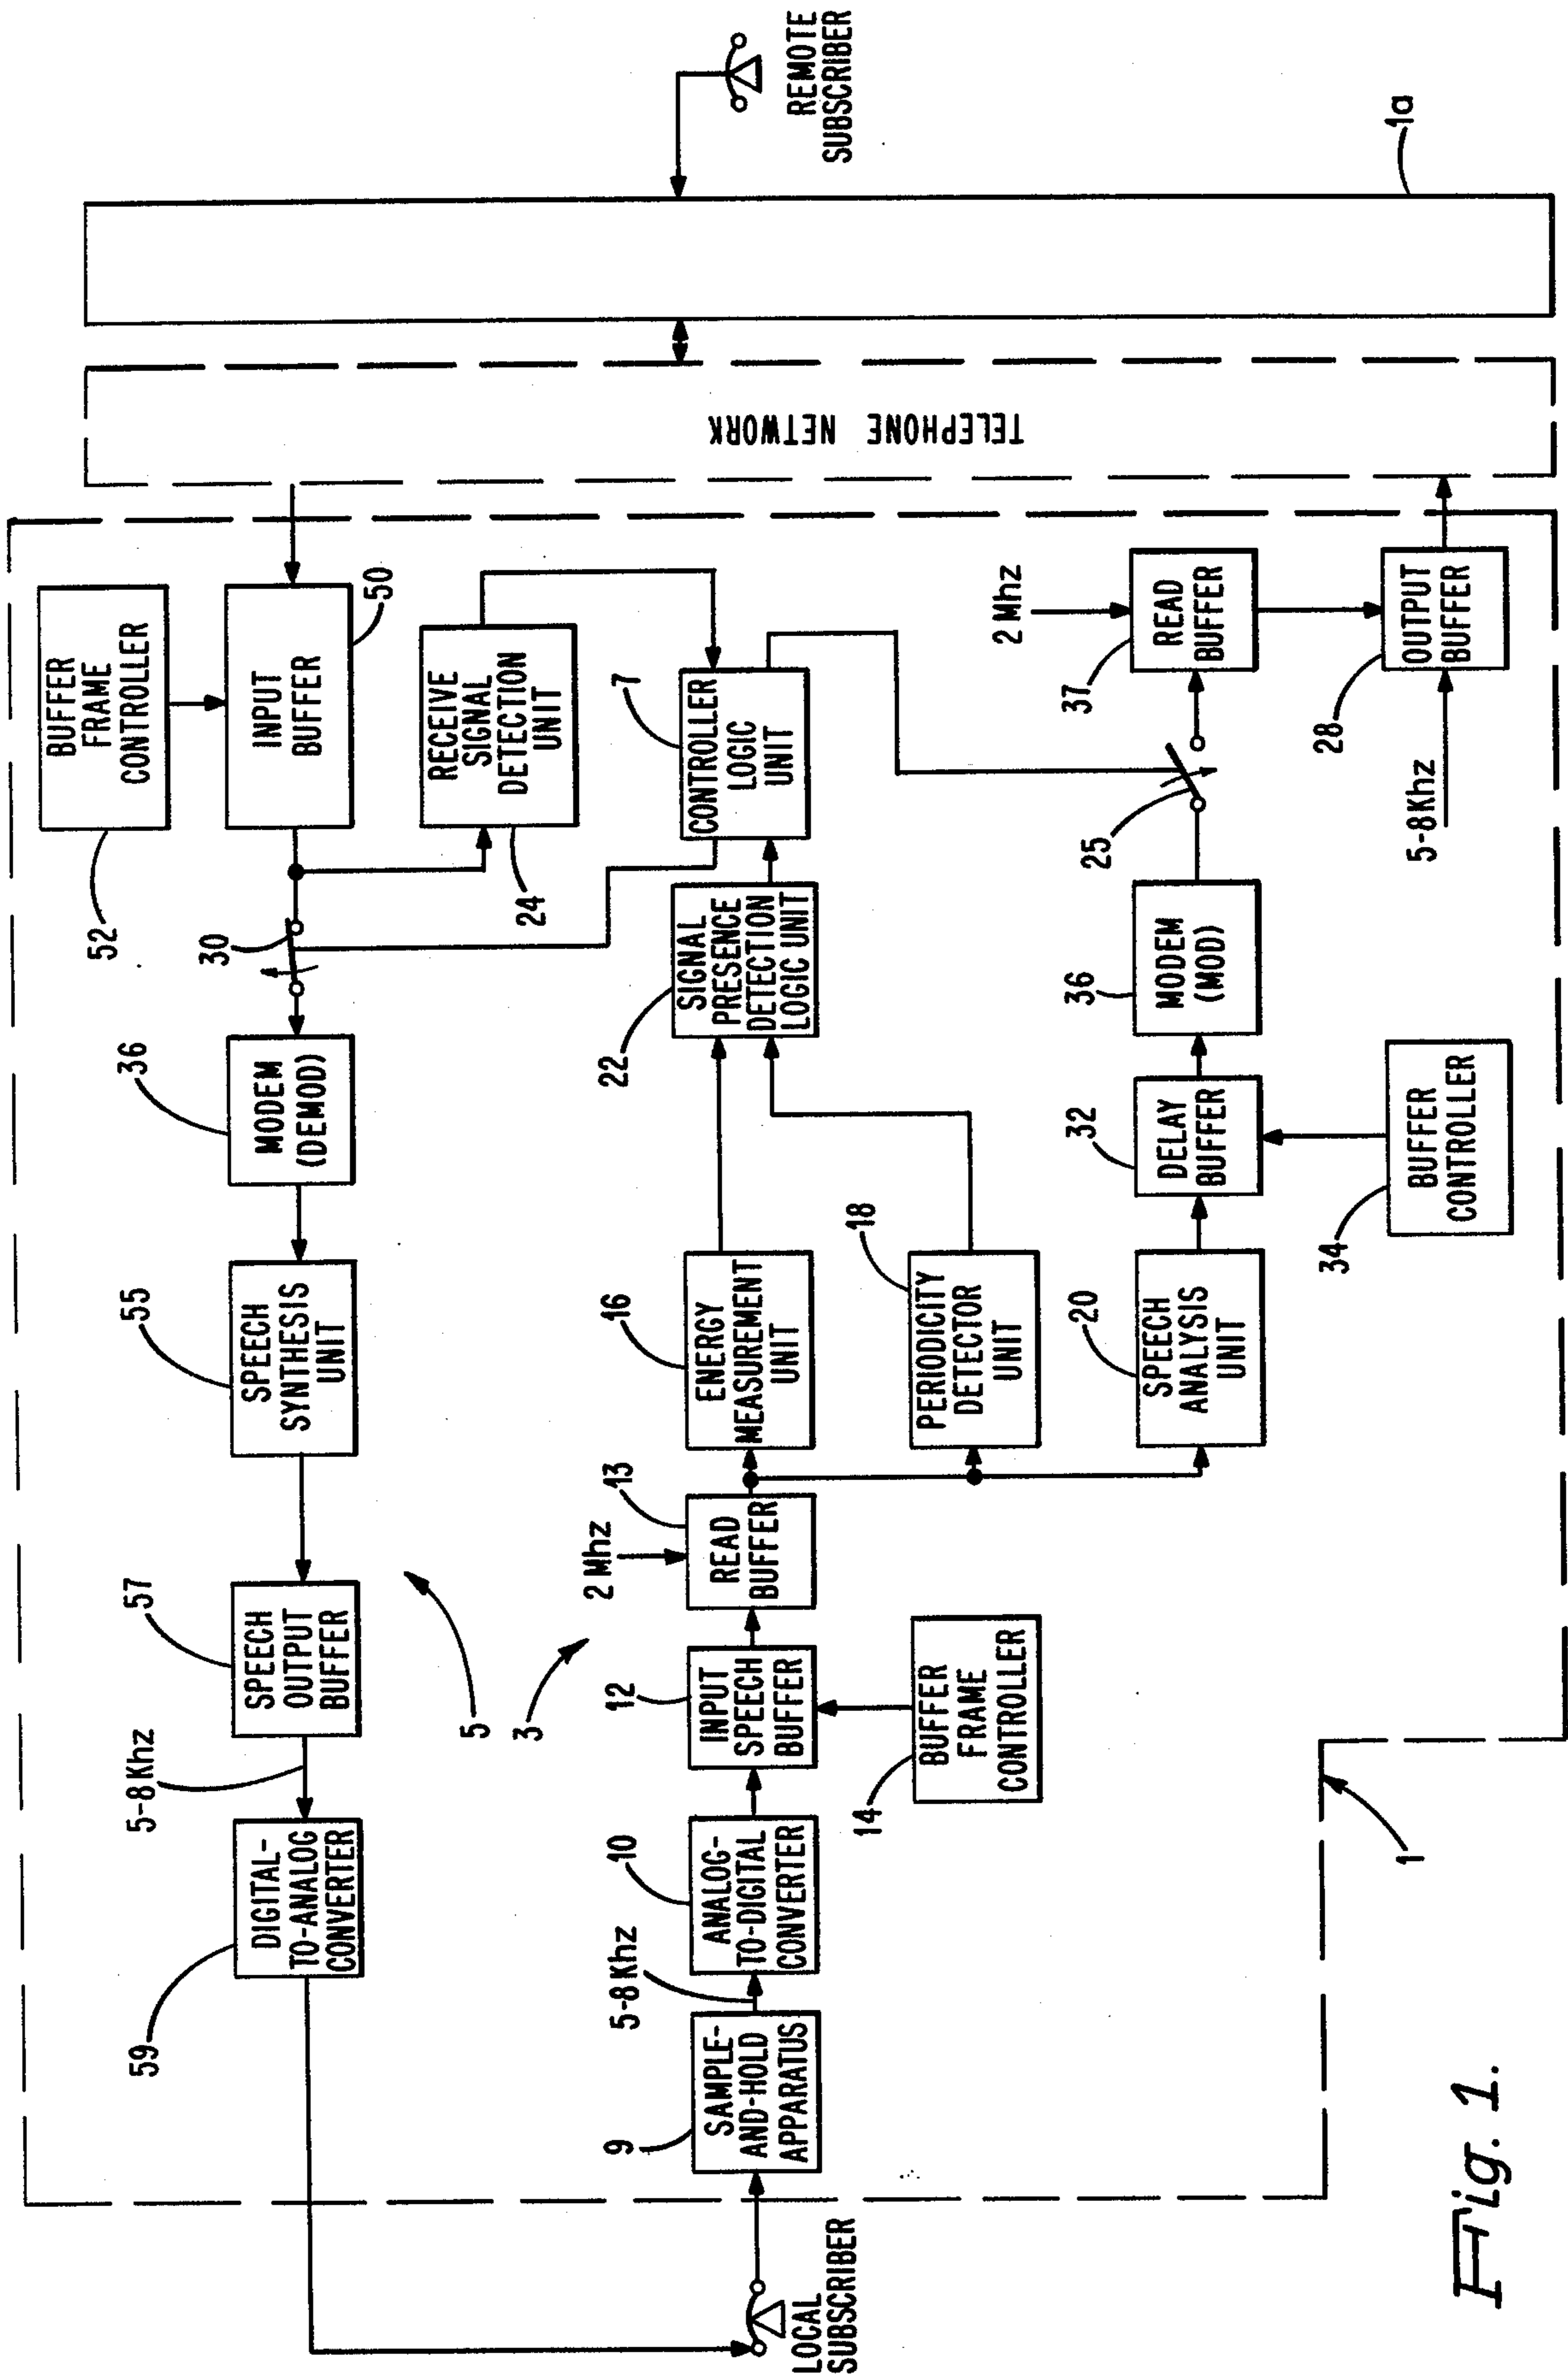 BUFFER
FRAME
CONTROLLER
52
INPUT
BUFFER
50
30
MODEM
(DEMOD)
36
SPEECH
SYNTHESIS
UNIT
55
SPEECH
OUTPUT
BUFFER
57
5-8 Khz
DIGITAL-
TO-ANALOG
CONVERTER
59
RECEIVE
SIGNAL
DETECTION
UNIT
24
CONTROLLER
LOGIC
UNIT
7
SIGNAL
PRESENCE
DETECTION
LOGIC UNIT
22
5
3
LOCAL
SUBSCRIBER
SAMPLE-
AND-HOLD
APPARATUS
9
5-8 Khz
ANALOG-
TO-DIGITAL
CONVERTER
10
INPUT
SPEECH
BUFFER
12
BUFFER
FRAME
CONTROLLER
14
2 Mhz
READ
BUFFER
13
ENERGY
MEASUREMENT
UNIT
16
PERIODICITY
DETECTOR
UNIT
18
SPEECH
ANALYSIS
UNIT
20
DELAY
BUFFER
32
BUFFER
CONTROLLER
34
MODEM
(MOD)
36
25
2 Mhz
READ
BUFFER
37
OUTPUT
BUFFER
28
5-8Khz
TELEPHONE NETWORK
REMOTE
SUBSCRIBER
1a
1
Fig. 1.